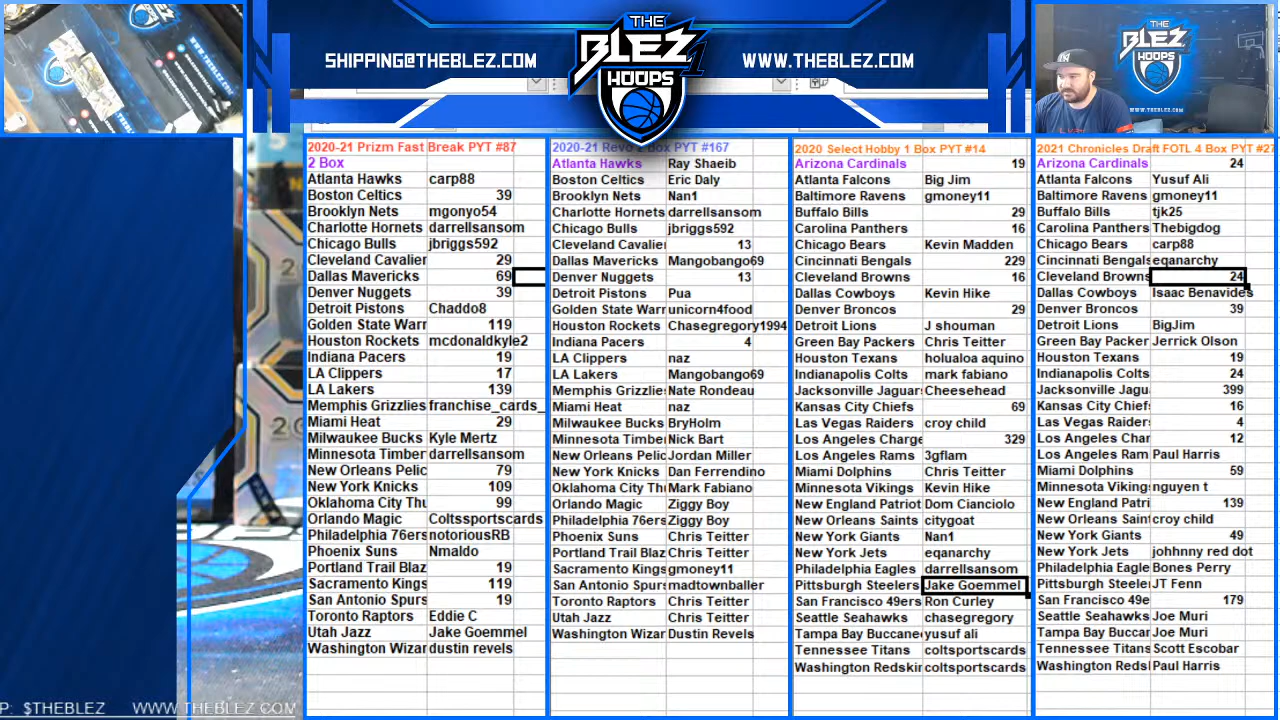 SHIPPING@THEBLEZ.COM
THE
BLEZ
HOOPS
1
WWW.THEBLEZ.COM
THE
BLEZ
HOOPS
WWW.THEBLEZ.COM
2020-21 Prizm Fast Break PYT #87
2 Box
Atlanta Hawks carp88
Boston Celtics 39
Brooklyn Nets mgonyo54
Charlotte Hornets darrellsansom
Chicago Bulls jbriggs592
Cleveland Cavalier 29
Dallas Mavericks 69
Denver Nuggets 39
Detroit Pistons Chaddo8
Golden State Warr 119
Houston Rockets mcdonaldkyle2
Indiana Pacers 19
LA Clippers 17
LA Lakers 139
Memphis Grizzlies franchise_cards_
Miami Heat 29
Milwaukee Bucks Kyle Mertz
Minnesota Timber darrellsansom
New Orleans Pelic 79
New York Knicks 109
Oklahoma City Thu 99
Orlando Magic Coltssportscards
Philadelphia 76ers notoriousRB
Phoenix Suns Nmaldo
Portland Trail Blaz 19
Sacramento Kings 119
San Antonio Spurs 19
Toronto Raptors Eddie C
Utah Jazz Jake Goemmel
Washington Wizar dustin revels
2020-21 Revo 2 Box PYT #167
Atlanta Hawks Ray Shaeib
Boston Celtics Eric Daly
Brooklyn Nets Nan1
Charlotte Hornets darrellsansom
Chicago Bulls jbriggs592
Cleveland Cavalier 13
Dallas Mavericks Mangobango69
Denver Nuggets 13
Detroit Pistons Pua
Golden State Warr unicorn4food
Houston Rockets Chasegregory1994
Indiana Pacers 4
LA Clippers naz
LA Lakers Mangobango69
Memphis Grizzlies Nate Rondeau
Miami Heat naz
Milwaukee Bucks BryHolm
Minnesota Timber Nick Bart
New Orleans Pelic Jordan Miller
New York Knicks Dan Ferrendino
Oklahoma City Thu Mark Fabiano
Orlando Magic Ziggy Boy
Philadelphia 76ers Ziggy Boy
Phoenix Suns Chris Teitter
Portland Trail Blaz Chris Teitter
Sacramento Kings gmoney11
San Antonio Spurs madtownballer
Toronto Raptors Chris Teitter
Utah Jazz Chris Teitter
Washington Wizar Dustin Revels
2020 Select Hobby 1 Box PYT #14
Arizona Cardinals 19
Atlanta Falcons Big Jim
Baltimore Ravens gmoney11
Buffalo Bills 29
Carolina Panthers 16
Chicago Bears Kevin Madden
Cincinnati Bengals 229
Cleveland Browns 16
Dallas Cowboys Kevin Hike
Denver Broncos 29
Detroit Lions J shouman
Green Bay Packers Chris Teitter
Houston Texans holualoa aquino
Indianapolis Colts mark fabiano
Jacksonville Jaguar Cheesehead
Kansas City Chiefs 69
Las Vegas Raiders croy child
Los Angeles Charge 329
Los Angeles Rams 3gflam
Miami Dolphins Chris Teitter
Minnesota Vikings Kevin Hike
New England Patriot Dom Cianciolo
New Orleans Saints citygoat
New York Giants Nan1
New York Jets eqanarchy
Philadelphia Eagles darrellsansom
Pittsburgh Steelers Jake Goemmel
San Francisco 49ers Ron Curley
Seattle Seahawks chasegregory
Tampa Bay Buccane yusuf ali
Tennessee Titans coltsportscards
Washington Redskin coltsportscards
2021 Chronicles Draft FOTL 4 Box PYT #27
Arizona Cardinals 24
Atlanta Falcons Yusuf Ali
Baltimore Ravens gmoney11
Buffalo Bills tjk25
Carolina Panthers Thebigdog
Chicago Bears carp88
Cincinnati Bengals eqanarchy
Cleveland Browns 24
Dallas Cowboys Isaac Benavides
Denver Broncos 39
Detroit Lions BigJim
Green Bay Packer Jerrick Olson
Houston Texans 19
Indianapolis Colts 24
Jacksonville Jagu 399
Kansas City Chief 16
Las Vegas Raider 4
Los Angeles Char 12
Los Angeles Ram Paul Harris
Miami Dolphins 59
Minnesota Viking nguyen t
New England Patri 139
New Orleans Saint croy child
New York Giants 49
New York Jets johhnny red dot
Philadelphia Eagle Bones Perry
Pittsburgh Steele JT Fenn
San Francisco 49e 179
Seattle Seahawks Joe Muri
Tampa Bay Buccar Joe Muri
Tennessee Titans Scott Escobar
Washington Redsl Paul Harris
P: $THEBLEZ WWW.THEBLEZ.COM